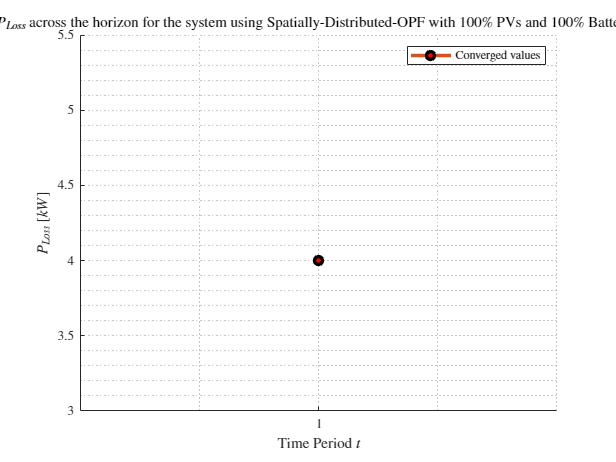 P_Loss across the horizon for the system using Spatially-Distributed-OPF with 100% PVs and 100% Batte
5.5
Converged values
5
4.5
P_Loss [kW]
4
3.5
3
1
Time Period t